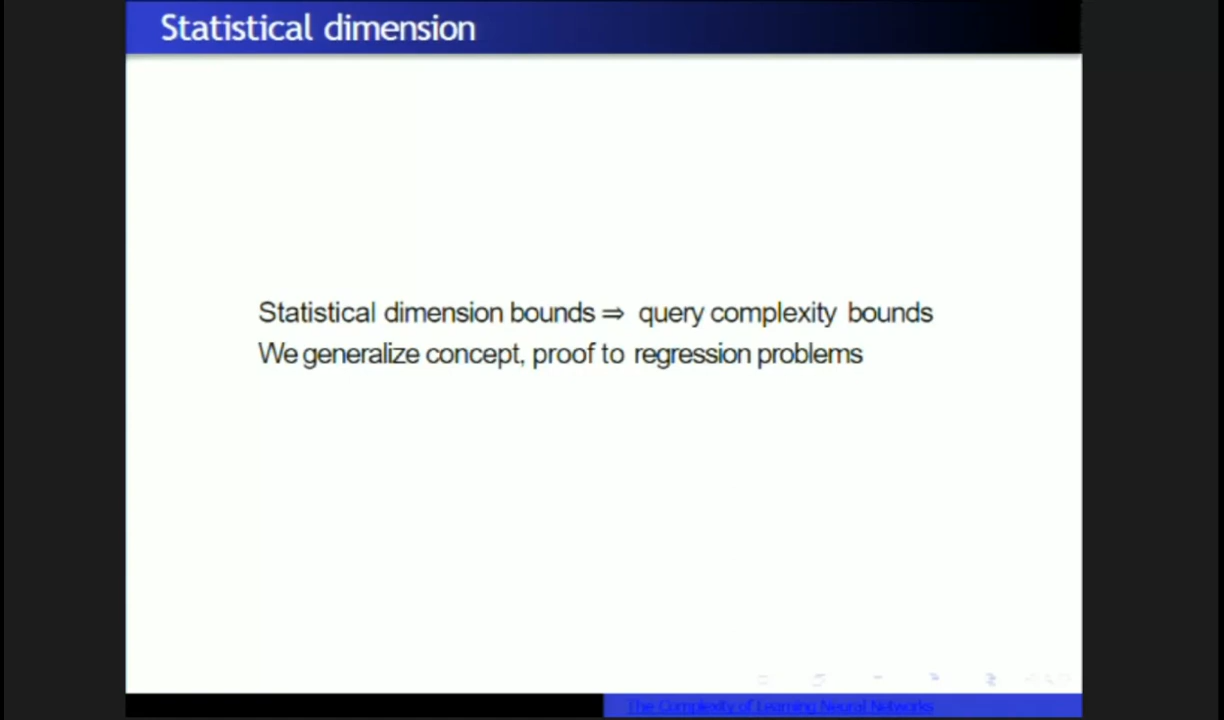 Statistical dimension
Statistical dimension bounds ⇒ query complexity bounds
We generalize concept, proof to regression problems
The Complexity of Learning Neural Networks